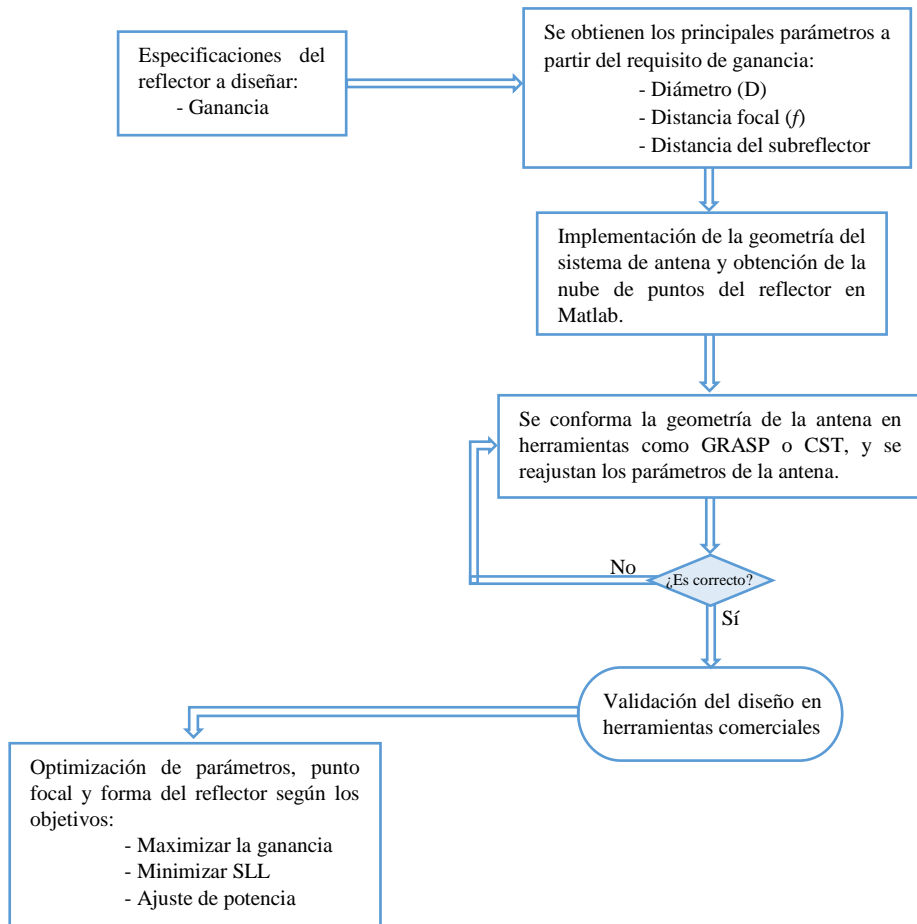 Especificaciones del
reflector a diseñar:
- Ganancia
Se obtienen los principales parámetros a
partir del requisito de ganancia:
- Diámetro (D)
- Distancia focal (f)
- Distancia del subreflector
Implementación de la geometría del
sistema de antena y obtención de la
nube de puntos del reflector en
Matlab.
Se conforma la geometría de la antena en
herramientas como GRASP o CST, y se
reajustan los parámetros de la antena.
No
¿Es correcto?
Sí
Validación del diseño en
herramientas comerciales
Optimización de parámetros, punto
focal y forma del reflector según los
objetivos:
- Maximizar la ganancia
- Minimizar SLL
- Ajuste de potencia